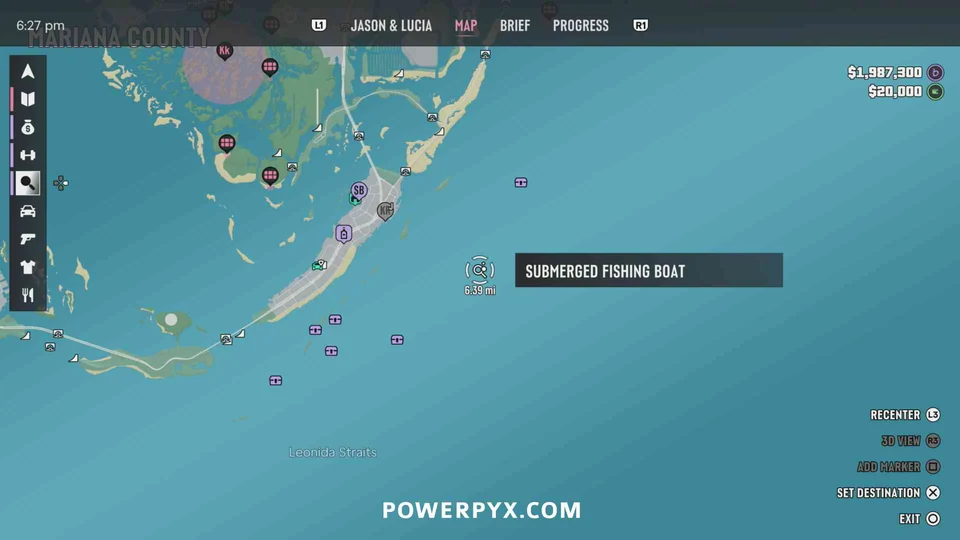 6:27 pm
L1 JASON & LUCIA MAP BRIEF PROGRESS R1
MARIANA COUNTY
$1,987,300
$20,000
Kk
SB
SUBMERGED FISHING BOAT
6.39 mi
RECENTER L3
3D VIEW R3
ADD MARKER
SET DESTINATION
EXIT
Leonida Straits
POWERPYX.COM